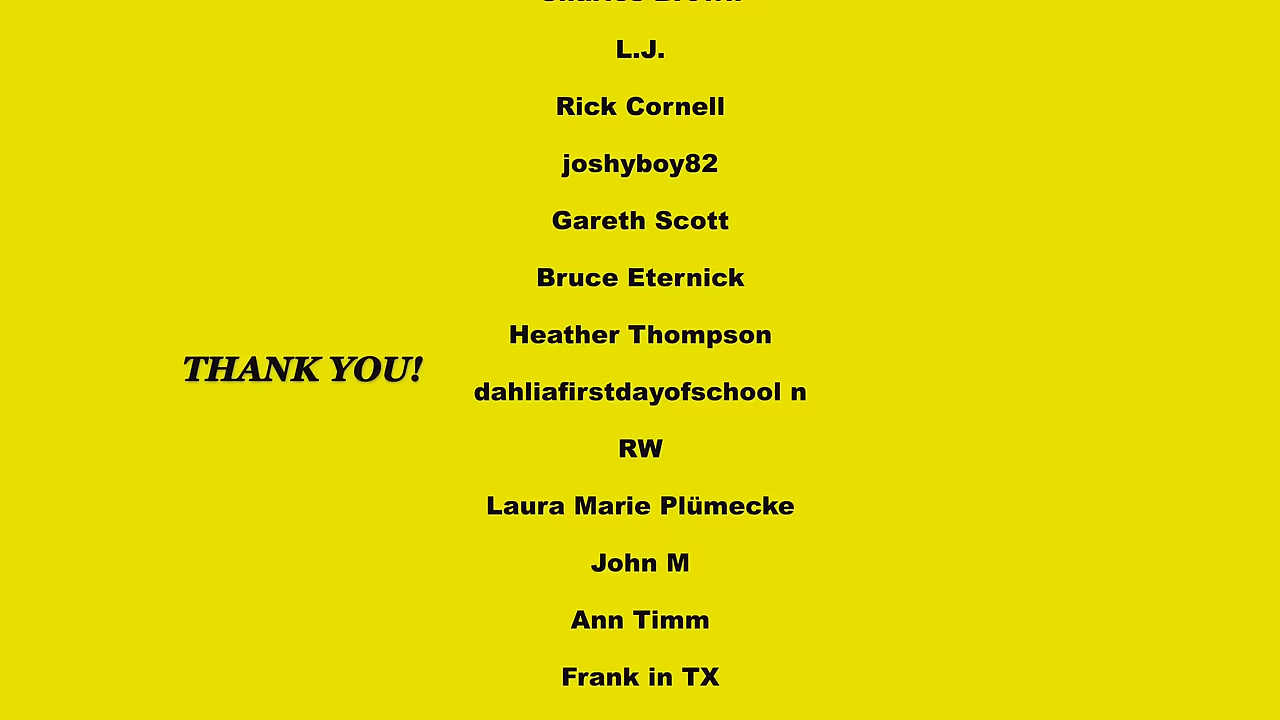 L.J.
Rick Cornell
joshyboy82
Gareth Scott
Bruce Eternick
Heather Thompson
THANK YOU!
dahliafirstdayofschool n
RW
Laura Marie Plümecke
John M
Ann Timm
Frank in TX